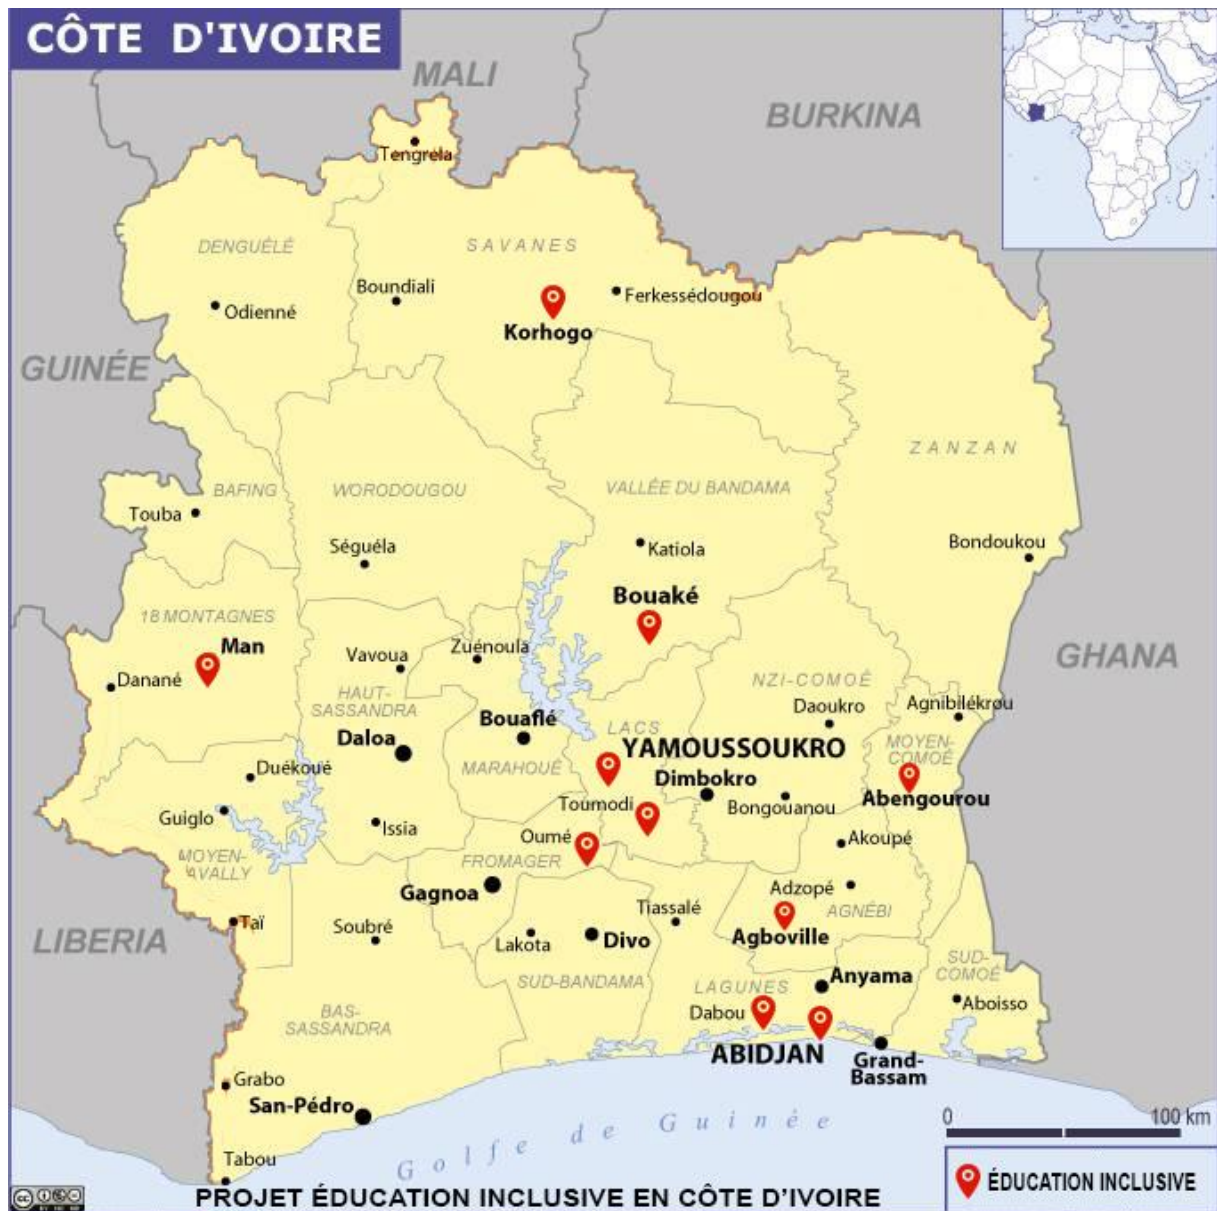 CÔTE D'IVOIRE
MALI
BURKINA
Tengréla
DENGUÉLÉ
SAVANES
Boundiali
Odienné
Ferkessédougou
Korhogo
GUINÉE
ZANZAN
BAFING
WORODOUGOU
VALLÉE DU BANDAMA
Touba
Séguéla
Katiola
Bondoukou
Bouaké
18 MONTAGNES
Man
Vavoua
Zuénoula
GHANA
Danané
HAUT-
SASSANDRA
NZI-COMOÉ
Daoukro
Agnibilékrou
Bouaflé
LACS
Daloa
YAMOUSSOUKRO
MOYEN-
COMOÉ
MARAHOUÉ
Duékoué
Dimbokro
Toumodi
Bongouanou
Abengourou
Guiglo
Issia
Oumé
Akoupé
MOYEN-
AVALLY
FROMAGER
Gagnoa
Adzopé
AGNÉBI
Taï
Soubré
Tiassalé
Lakota
Divo
Agboville
LIBERIA
SUD-BANDAMA
LAGUNES
Anyama
SUD-
COMOÉ
Dabou
Aboisso
BAS-
SASSANDRA
ABIDJAN
Grand-
Bassam
Grabo
San-Pédro
0 100 km
Golfe de Guinée
Tabou
ÉDUCATION INCLUSIVE
PROJET ÉDUCATION INCLUSIVE EN CÔTE D’IVOIRE